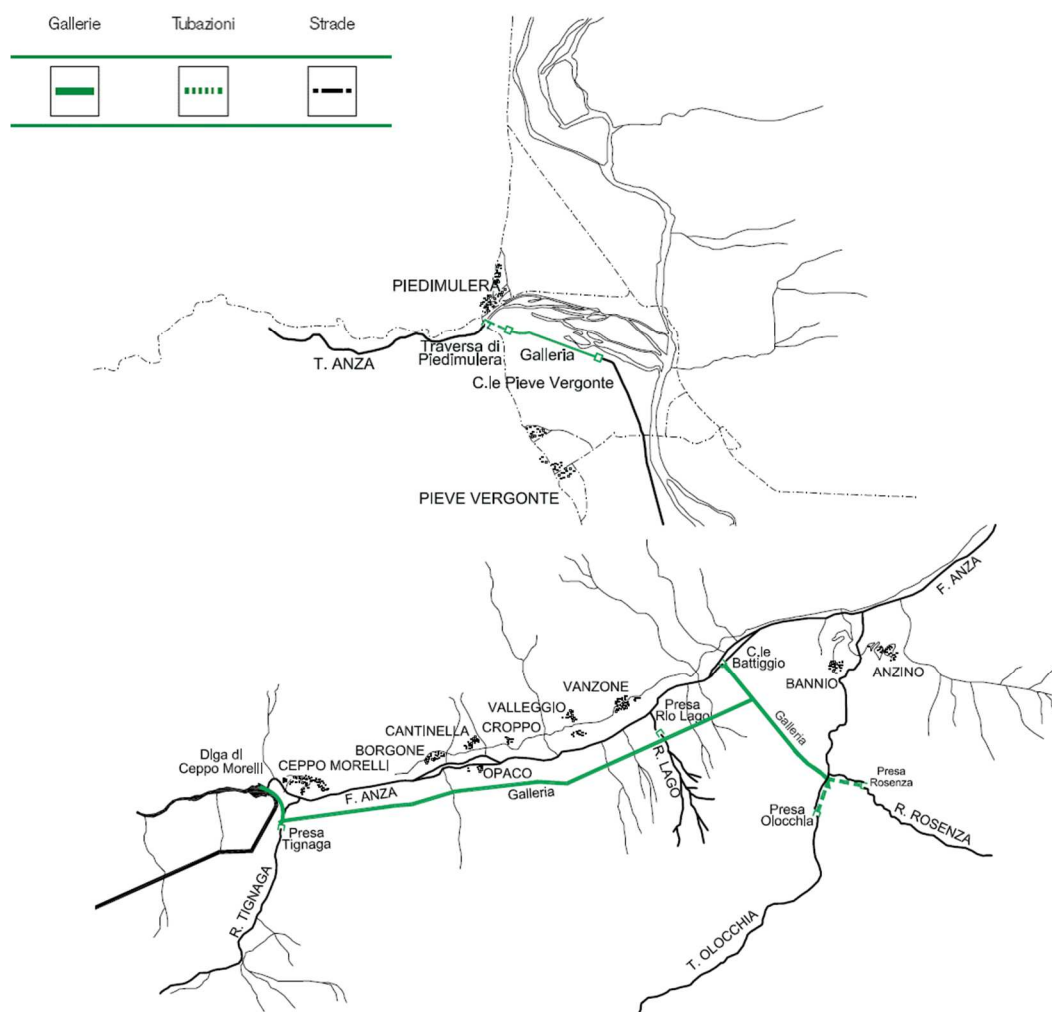 Gallerie
Tubazioni
Strade
PIEDIMULERA
Traversa di
Piedimulera
Galleria
T. ANZA
C.le Pieve Vergonte
PIEVE VERGONTE
F. ANZA
C.le
Battiggio
BANNIO
ANZINO
VANZONE
VALLEGGIO
Presa
Rio Lago
CANTINELLA
CROPPO
BORGONE
Galleria
Diga di
Ceppo Morelli
CEPPO MORELLI
OPACO
F. ANZA
Galleria
R. LAGO
Presa
Rosenza
Presa
Olocchia
Presa
Tignaga
R. ROSENZA
R. TIGNAGA
T. OLOCCHIA